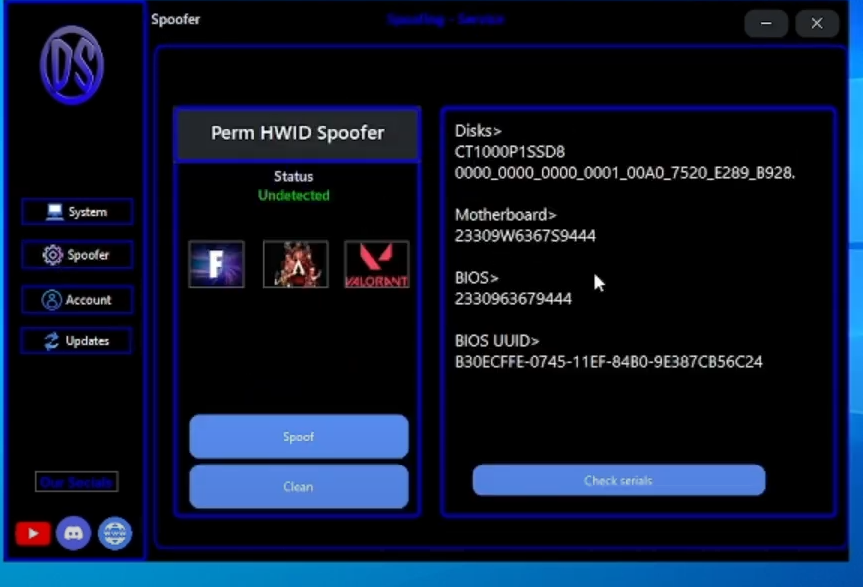 Spoofer
Spoofing - Service
DS
System
Spoofer
Account
Updates
Our Socials
Perm HWID Spoofer
Status
Undetected
F
VALORANT
Spoof
Clean
Disks>
CT1000P1SSD8
0000_0000_0000_0001_00A0_7520_E289_B928.
Motherboard>
23309W6367S9444
BIOS>
2330963679444
BIOS UUID>
B30ECFFE-0745-11EF-84B0-9E387CB56C24
Check serials
www